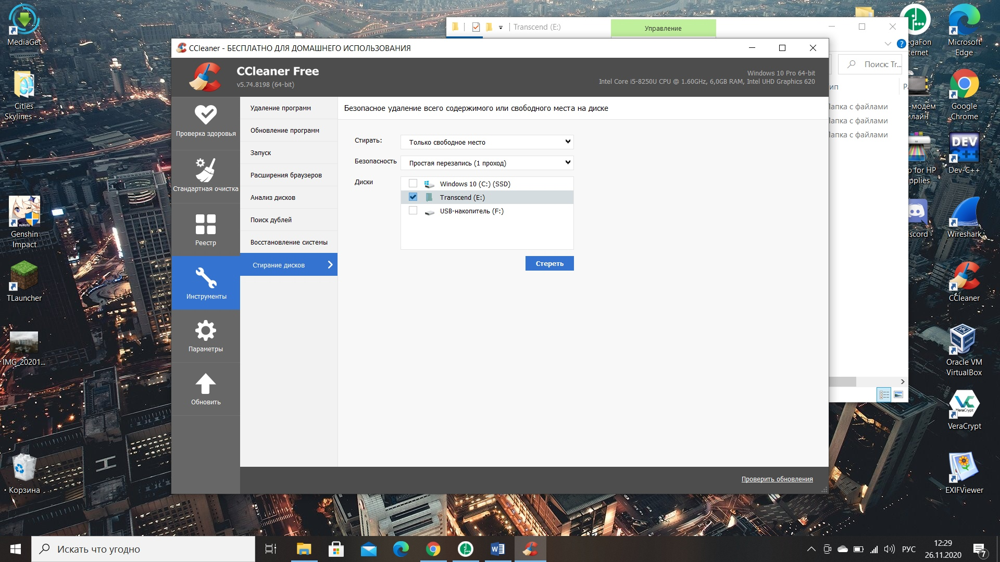 MediaGet
Cities
Skylines - ...
Genshin
Impact
TLauncher
IMG_20201...
Корзина
Transcend (E:)
Управление
Поиск: Tr...
ип
Папка с файлами
Папка с файлами
Папка с файлами
CCleaner - БЕСПЛАТНО ДЛЯ ДОМАШНЕГО ИСПОЛЬЗОВАНИЯ
CCleaner Free
v5.74.8198 (64-bit)
Windows 10 Pro 64-bit
Intel Core i5-8250U CPU @ 1.60GHz, 6,0GB RAM, Intel UHD Graphics 620
Проверка здоровья
Стандартная очистка
Реестр
Инструменты
Параметры
Обновить
Удаление программ
Обновление программ
Запуск
Расширения браузеров
Анализ дисков
Поиск дублей
Восстановление системы
Стирание дисков
Безопасное удаление всего содержимого или свободного места на диске
Стирать:
Только свободное место
Безопасность
Простая перезапись (1 проход)
Диски
Windows 10 (C:) (SSD)
Transcend (E:)
USB-накопитель (F:)
Стереть
Проверить обновления
egaFon
ternet
Microsoft
Edge
-модем
илайн
Google
Chrome
p for HP
pplies
DEV
C++
Dev-C++
scord
Wireshark
CCleaner
Oracle VM
VirtualBox
VeraCrypt
VeraCrypt
EXIFViewer
Искать что угодно
РУС
12:29
26.11.2020
7